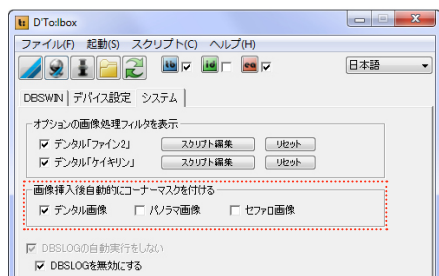 D'To:lbox
ファイル(F) 起動(S) スクリプト(C) ヘルプ(H)
日本語
DBSWIN デバイス設定 システム
オプションの画像処理フィルタを表示
デンタル「ファイン2」 スクリプト編集 リセット
デンタル「ケイキリン」 スクリプト編集 リセット
画像挿入後自動的にコーナーマスクを付ける
デンタル画像 パノラマ画像 セファロ画像
DBSLOGの自動実行をしない
DBSLOGを無効にする